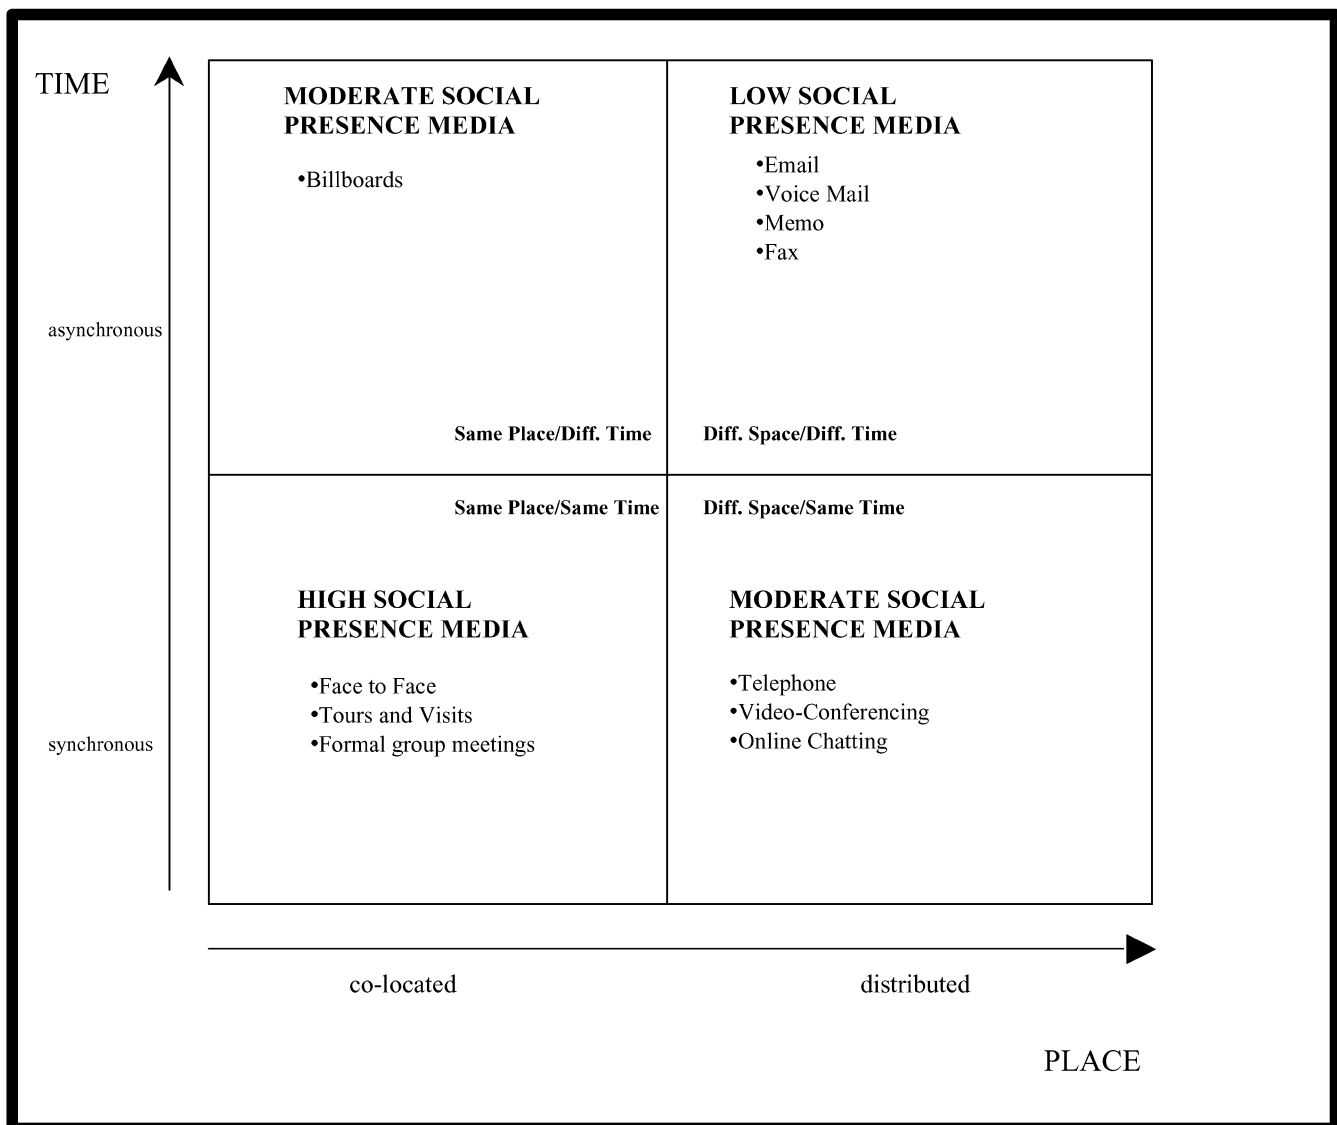 TIME
MODERATE SOCIAL
PRESENCE MEDIA
•Billboards
LOW SOCIAL
PRESENCE MEDIA
•Email
•Voice Mail
•Memo
•Fax
asynchronous
Same Place/Diff. Time
Diff. Space/Diff. Time
Same Place/Same Time
Diff. Space/Same Time
HIGH SOCIAL
PRESENCE MEDIA
•Face to Face
•Tours and Visits
•Formal group meetings
MODERATE SOCIAL
PRESENCE MEDIA
•Telephone
•Video-Conferencing
•Online Chatting
synchronous
co-located
distributed
PLACE